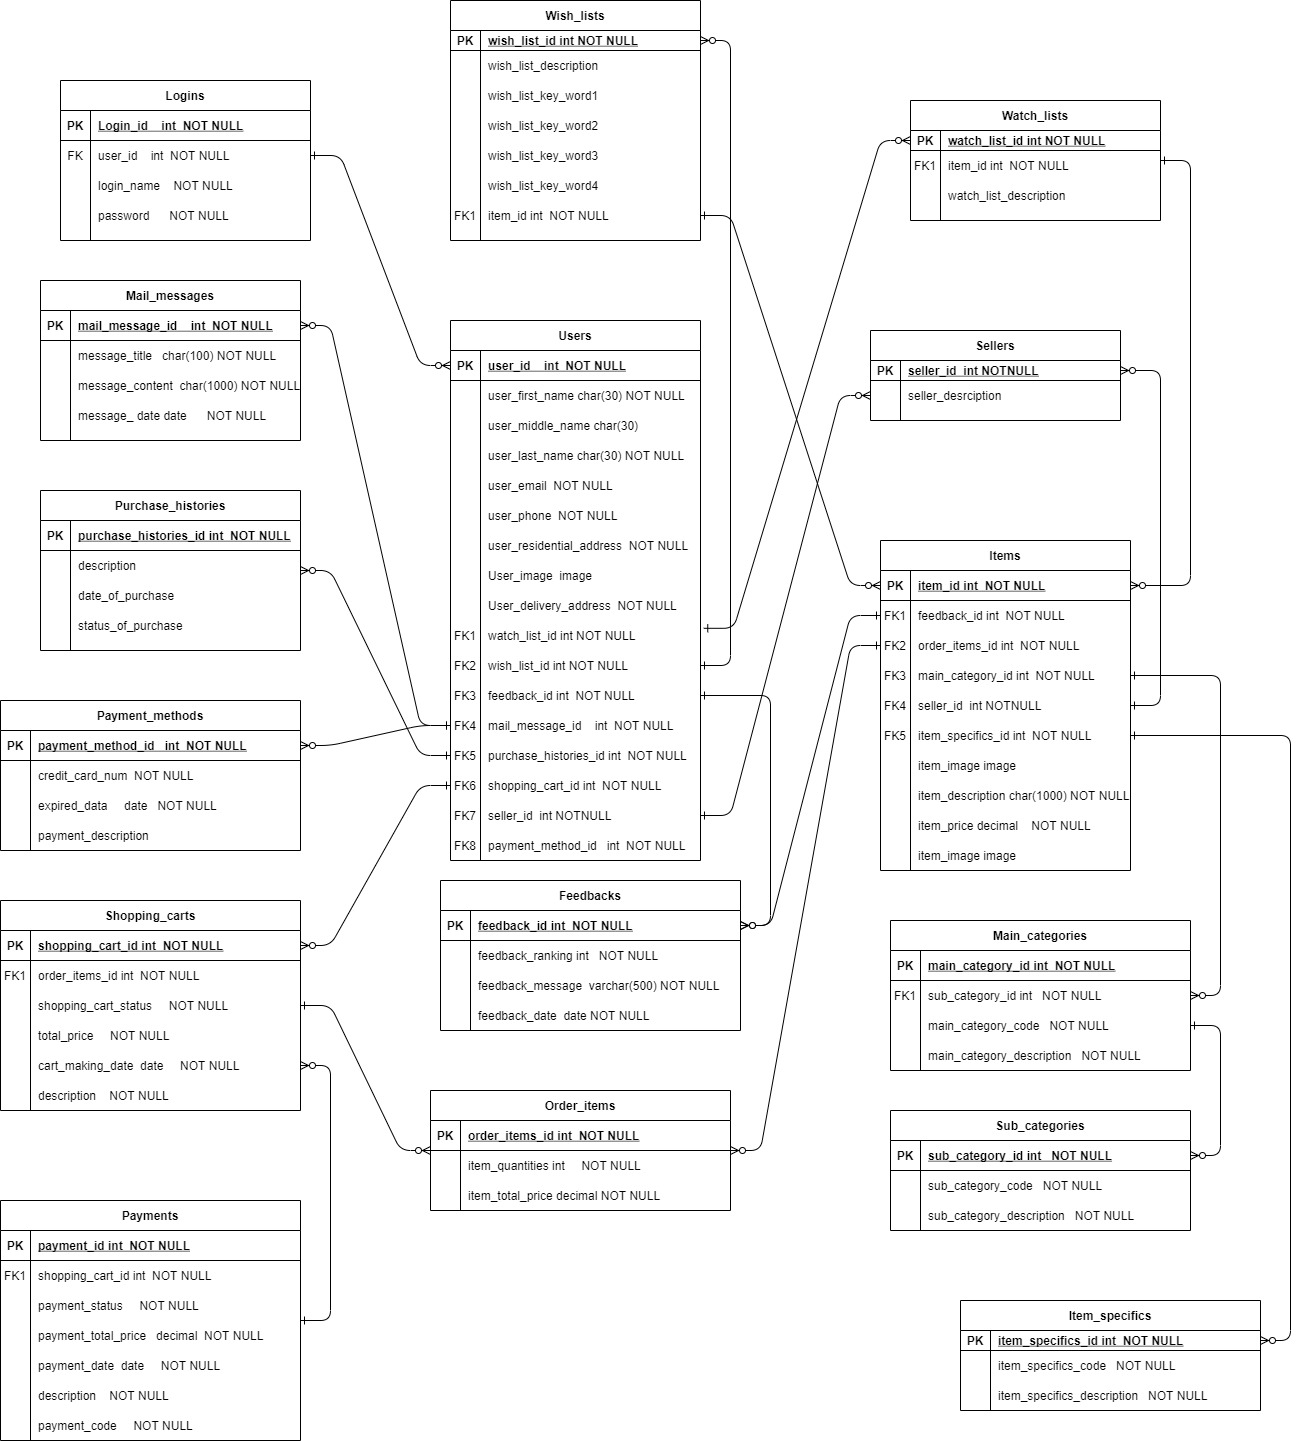 Wish_lists
PK wish_list_id int NOT NULL
wish_list_description
wish_list_key_word1
wish_list_key_word2
wish_list_key_word3
wish_list_key_word4
FK1 item_id int NOT NULL
Logins
PK Login_id int NOT NULL
FK user_id int NOT NULL
login_name NOT NULL
password NOT NULL
Watch_lists
PK watch_list_id int NOT NULL
FK1 item_id int NOT NULL
watch_list_description
Mail_messages
PK mail_message_id int NOT NULL
message_title char(100) NOT NULL
message_content char(1000) NOT NULL
message_ date date NOT NULL
Users
PK user_id int NOT NULL
user_first_name char(30) NOT NULL
user_middle_name char(30)
user_last_name char(30) NOT NULL
user_email NOT NULL
user_phone NOT NULL
user_residential_address NOT NULL
User_image image
User_delivery_address NOT NULL
FK1 watch_list_id int NOT NULL
FK2 wish_list_id int NOT NULL
FK3 feedback_id int NOT NULL
FK4 mail_message_id int NOT NULL
FK5 purchase_histories_id int NOT NULL
FK6 shopping_cart_id int NOT NULL
FK7 seller_id int NOTNULL
FK8 payment_method_id int NOT NULL
Sellers
PK seller_id int NOTNULL
seller_desrciption
Purchase_histories
PK purchase_histories_id int NOT NULL
description
date_of_purchase
status_of_purchase
Items
PK item_id int NOT NULL
FK1 feedback_id int NOT NULL
FK2 order_items_id int NOT NULL
FK3 main_category_id int NOT NULL
FK4 seller_id int NOTNULL
FK5 item_specifics_id int NOT NULL
item_image image
item_description char(1000) NOT NULL
item_price decimal NOT NULL
item_image image
Payment_methods
PK payment_method_id int NOT NULL
credit_card_num NOT NULL
expired_data date NOT NULL
payment_description
Feedbacks
PK feedback_id int NOT NULL
feedback_ranking int NOT NULL
feedback_message varchar(500) NOT NULL
feedback_date date NOT NULL
Shopping_carts
PK shopping_cart_id int NOT NULL
FK1 order_items_id int NOT NULL
shopping_cart_status NOT NULL
total_price NOT NULL
cart_making_date date NOT NULL
description NOT NULL
Main_categories
PK main_category_id int NOT NULL
FK1 sub_category_id int NOT NULL
main_category_code NOT NULL
main_category_description NOT NULL
Order_items
PK order_items_id int NOT NULL
item_quantities int NOT NULL
item_total_price decimal NOT NULL
Sub_categories
PK sub_category_id int NOT NULL
sub_category_code NOT NULL
sub_category_description NOT NULL
Payments
PK payment_id int NOT NULL
FK1 shopping_cart_id int NOT NULL
payment_status NOT NULL
payment_total_price decimal NOT NULL
payment_date date NOT NULL
description NOT NULL
payment_code NOT NULL
Item_specifics
PK item_specifics_id int NOT NULL
item_specifics_code NOT NULL
item_specifics_description NOT NULL